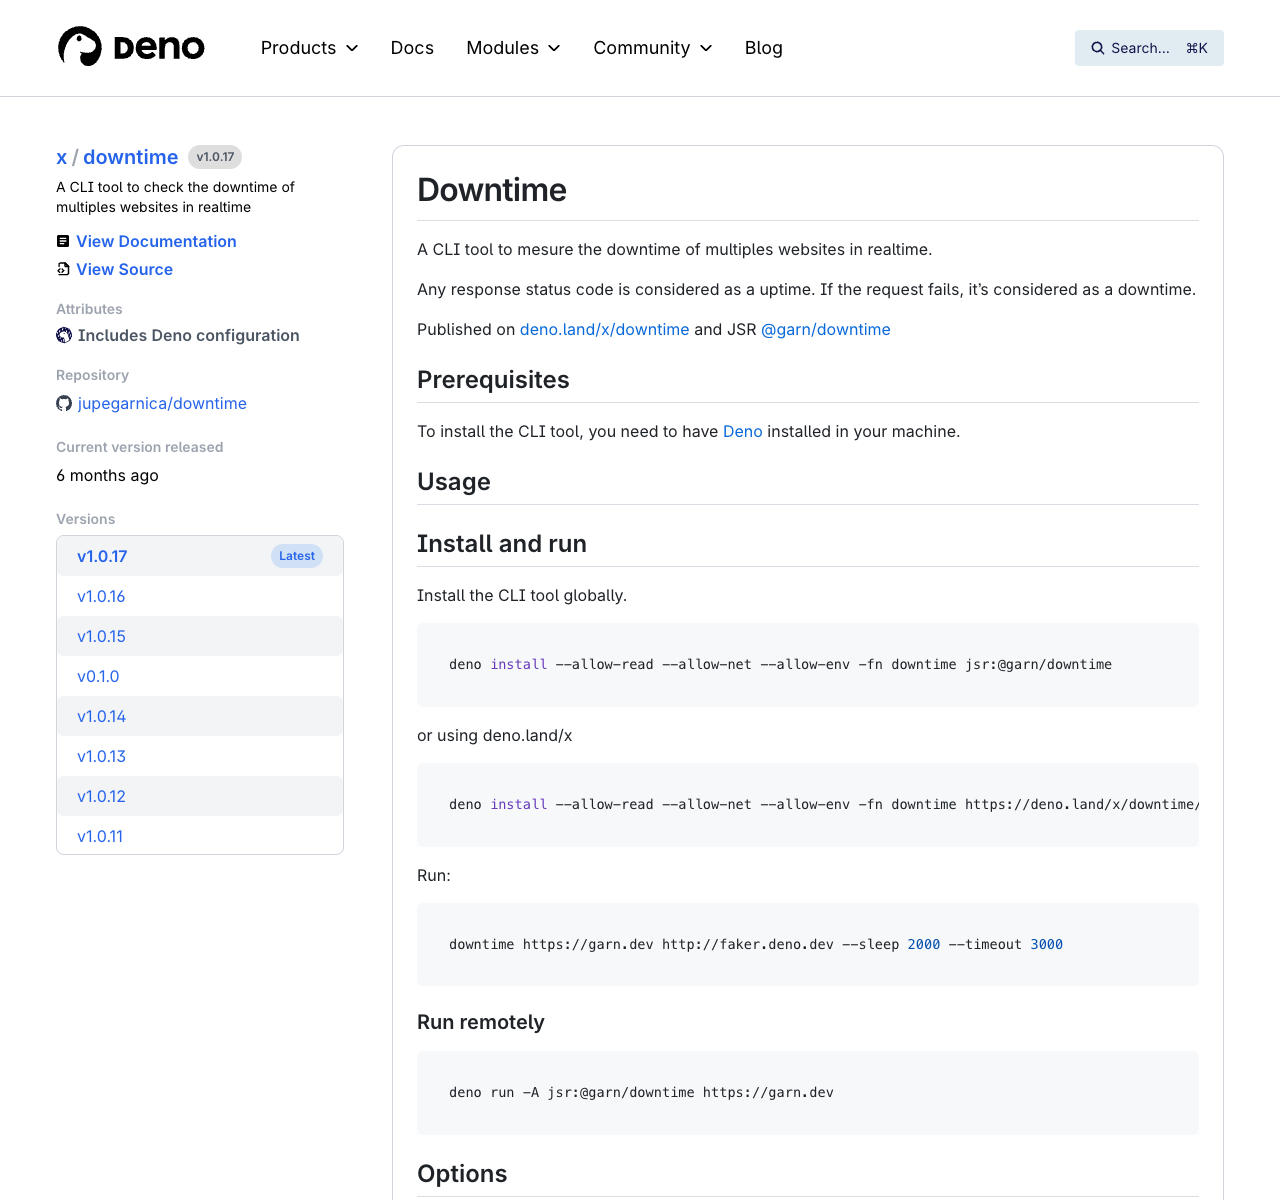 DENO
Products
Docs
Modules
Community
Blog
Search...
⌘K
x / downtime
v1.0.17
A CLI tool to check the downtime of
multiples websites in realtime
View Documentation
View Source
Attributes
Includes Deno configuration
Repository
jupegarnica/downtime
Current version released
6 months ago
Versions
v1.0.17
Latest
v1.0.16
v1.0.15
v0.1.0
v1.0.14
v1.0.13
v1.0.12
v1.0.11
Downtime
A CLI tool to mesure the downtime of multiples websites in realtime.
Any response status code is considered as a uptime. If the request fails, it's considered as a downtime.
Published on deno.land/x/downtime and JSR @garn/downtime
Prerequisites
To install the CLI tool, you need to have Deno installed in your machine.
Usage
Install and run
Install the CLI tool globally.
deno install --allow-read --allow-net --allow-env -fn downtime jsr:@garn/downtime
or using deno.land/x
deno install --allow-read --allow-net --allow-env -fn downtime https://deno.land/x/downtime/
Run:
downtime https://garn.dev http://faker.deno.dev --sleep 2000 --timeout 3000
Run remotely
deno run -A jsr:@garn/downtime https://garn.dev
Options